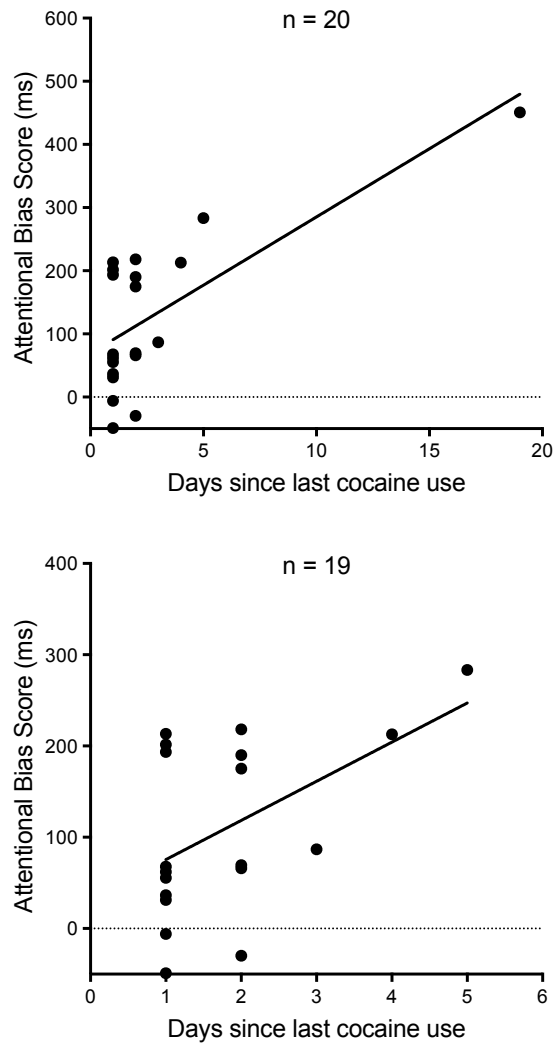 n = 20
Attentional Bias Score (ms)
600
500
400
300
200
100
0
0 5 10 15 20
Days since last cocaine use
n = 19
Attentional Bias Score (ms)
400
300
200
100
0
0 1 2 3 4 5 6
Days since last cocaine use